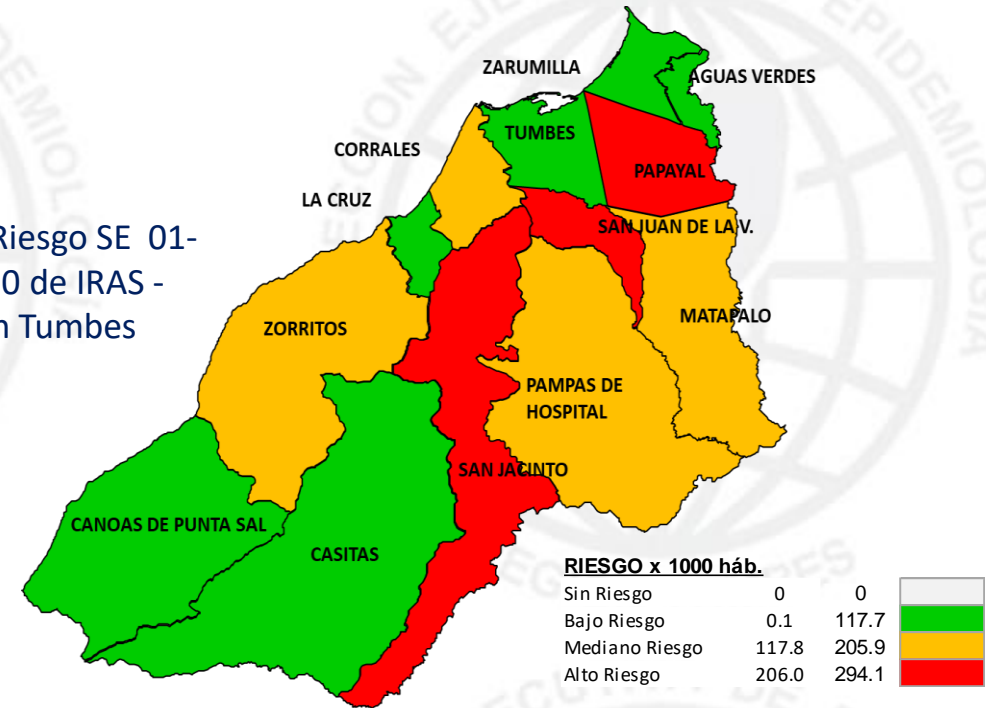 ZARUMILLA
AGUAS VERDES
TUMBES
CORRALES
PAPAYAL
LA CRUZ
SAN JUAN DE LA V.
Riesgo SE 01-
0 de IRAS -
n Tumbes
MATAPALO
ZORRITOS
PAMPAS DE
HOSPITAL
SAN JACINTO
CANOAS DE PUNTA SAL
CASITAS
RIESGO x 1000 háb.
Sin Riesgo 0 0
Bajo Riesgo 0.1 117.7
Mediano Riesgo 117.8 205.9
Alto Riesgo 206.0 294.1